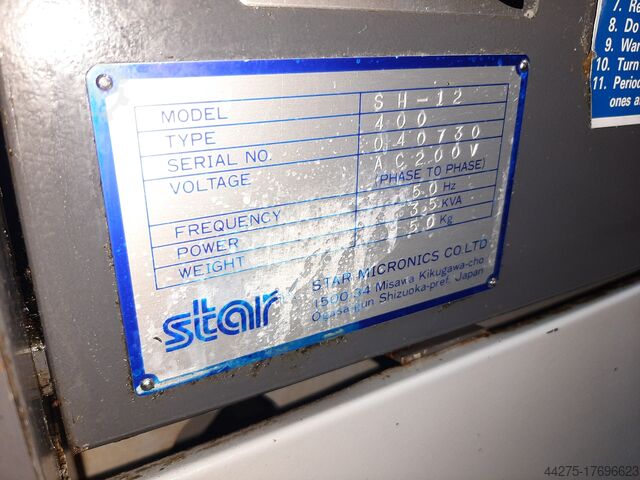 7. Re
8. Do
9. War
10. Turn
11. Period
ones a
MODEL SH-12
TYPE 400
SERIAL NO. 040730
VOLTAGE AC200V
(PHASE TO PHASE)
FREQUENCY 50 Hz
POWER 3.5 KVA
WEIGHT 50 Kg
star
STAR MICRONICS CO.LTD
1500-34 Misawa Kikugawa-cho
Ogasa-gun Shizuoka-pref. Japan
44275-17696623